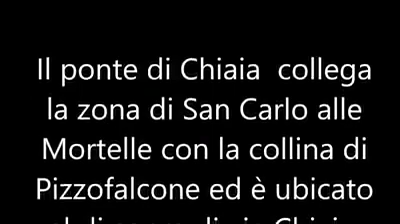 Il ponte di Chiaia  collega
la zona di San Carlo alle
Mortelle con la collina di
Pizzofalcone ed è ubicato